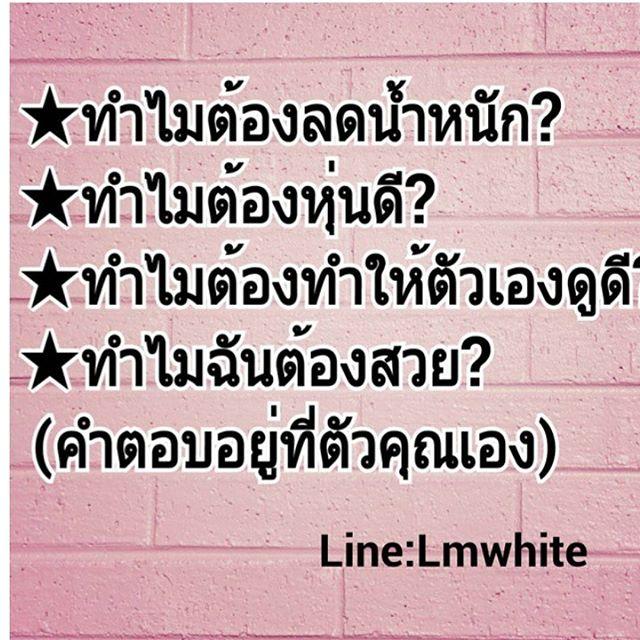 ★ทำไมต้องลดน้ำหนัก?
★ทำไมต้องหุ่นดี?
★ทำไมต้องทำให้ตัวเองดูดี?
★ทำไมฉันต้องสวย?
(คำตอบอยู่ที่ตัวคุณเอง)
Line:Lmwhite